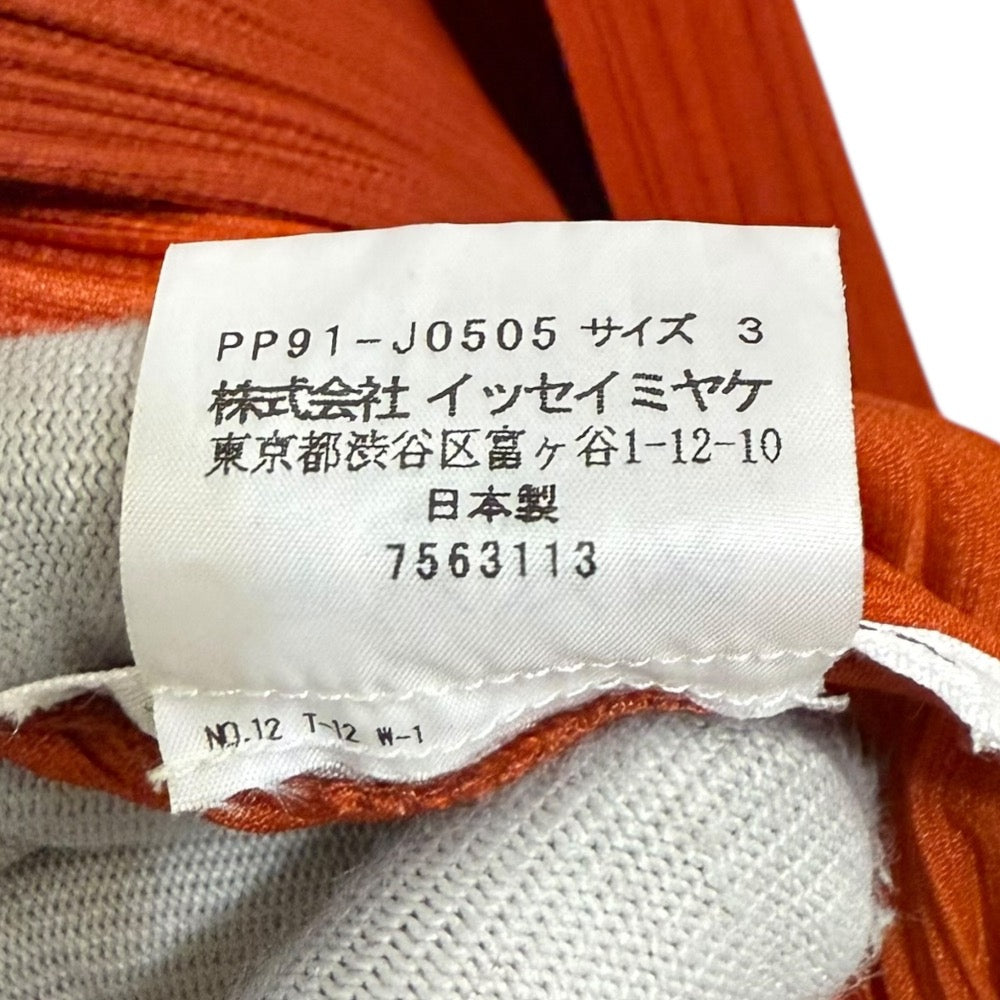 PP91-J0505 サイズ 3
株式会社 イッセイミヤケ
東京都渋谷区富ヶ谷1-12-10
日本製
7563113
NO.12 T-12 W-1